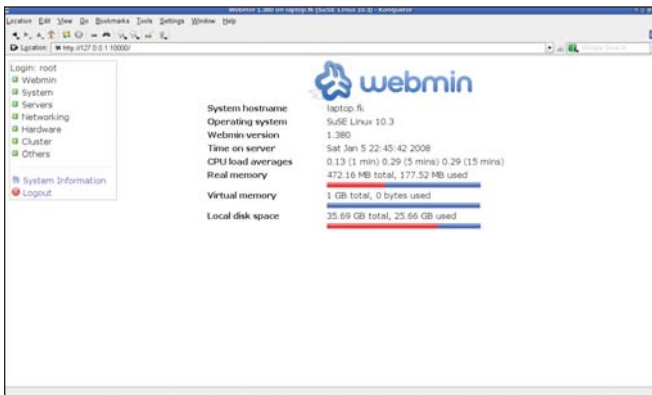 Webmin 1.380 on laptop.fk (SuSE Linux 10.3) - Konqueror
Location Edit View Go Bookmarks Tools Settings Window Help
Location: http://127.0.0.1:10000/
Google Search
Login: root
Webmin
System
Servers
Networking
Hardware
Cluster
Others
System Information
Logout
webmin
System hostname laptop.fk
Operating system SuSE Linux 10.3
Webmin version 1.380
Time on server Sat Jan 5 22:45:42 2008
CPU load averages 0.13 (1 min) 0.29 (5 mins) 0.29 (15 mins)
Real memory 472.16 MB total, 177.52 MB used
Virtual memory 1 GB total, 0 bytes used
Local disk space 35.69 GB total, 25.66 GB used